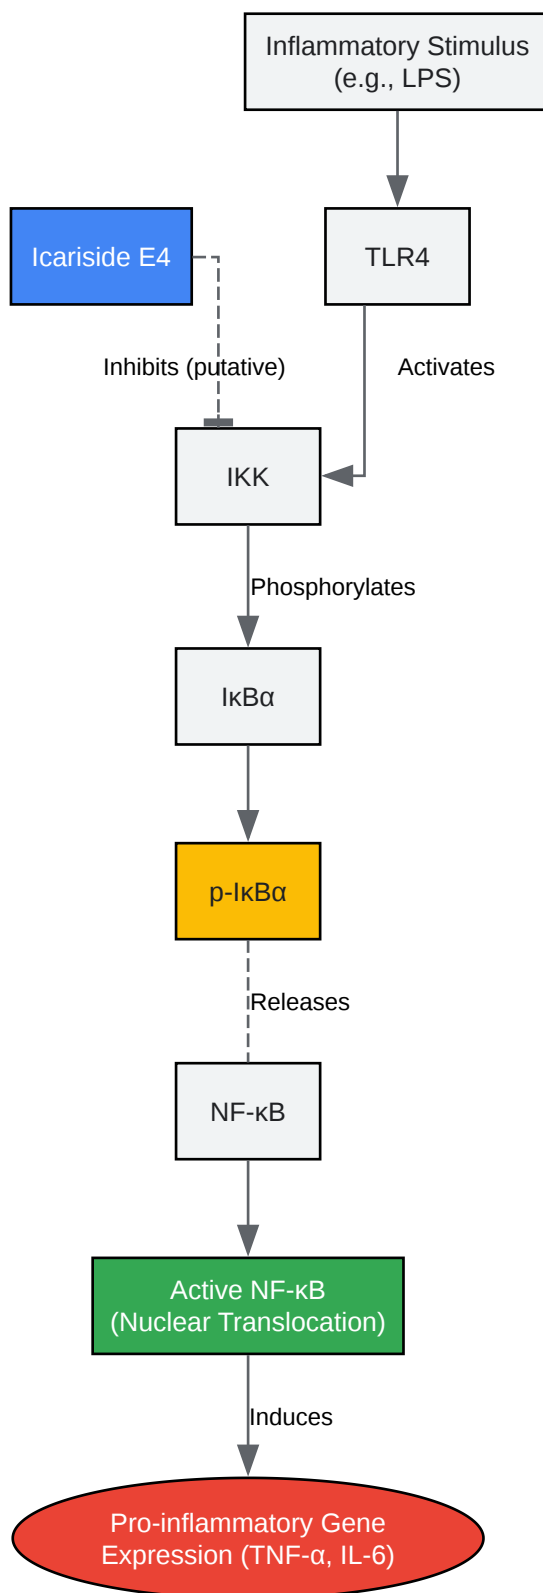 Inflammatory Stimulus
(e.g., LPS)
Icariside E4
TLR4
Inhibits (putative)
Activates
IKK
Phosphorylates
IκBα
p-IκBα
Releases
NF-κB
Active NF-κB
(Nuclear Translocation)
Induces
Pro-inflammatory Gene
Expression (TNF-α, IL-6)